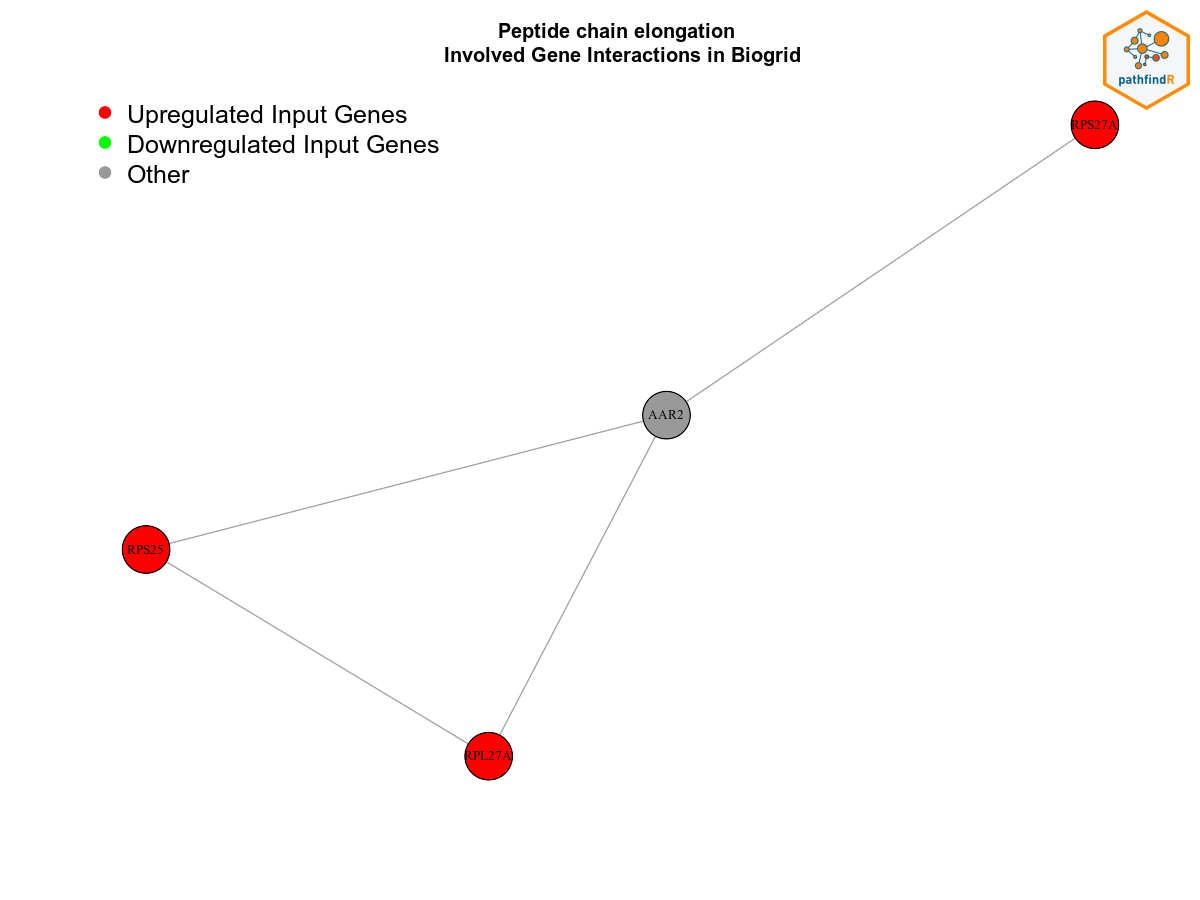 Peptide chain elongation
Involved Gene Interactions in Biogrid
pathfindR
Upregulated Input Genes
Downregulated Input Genes
Other
RPS27A
AAR2
RPS25
RPL27A